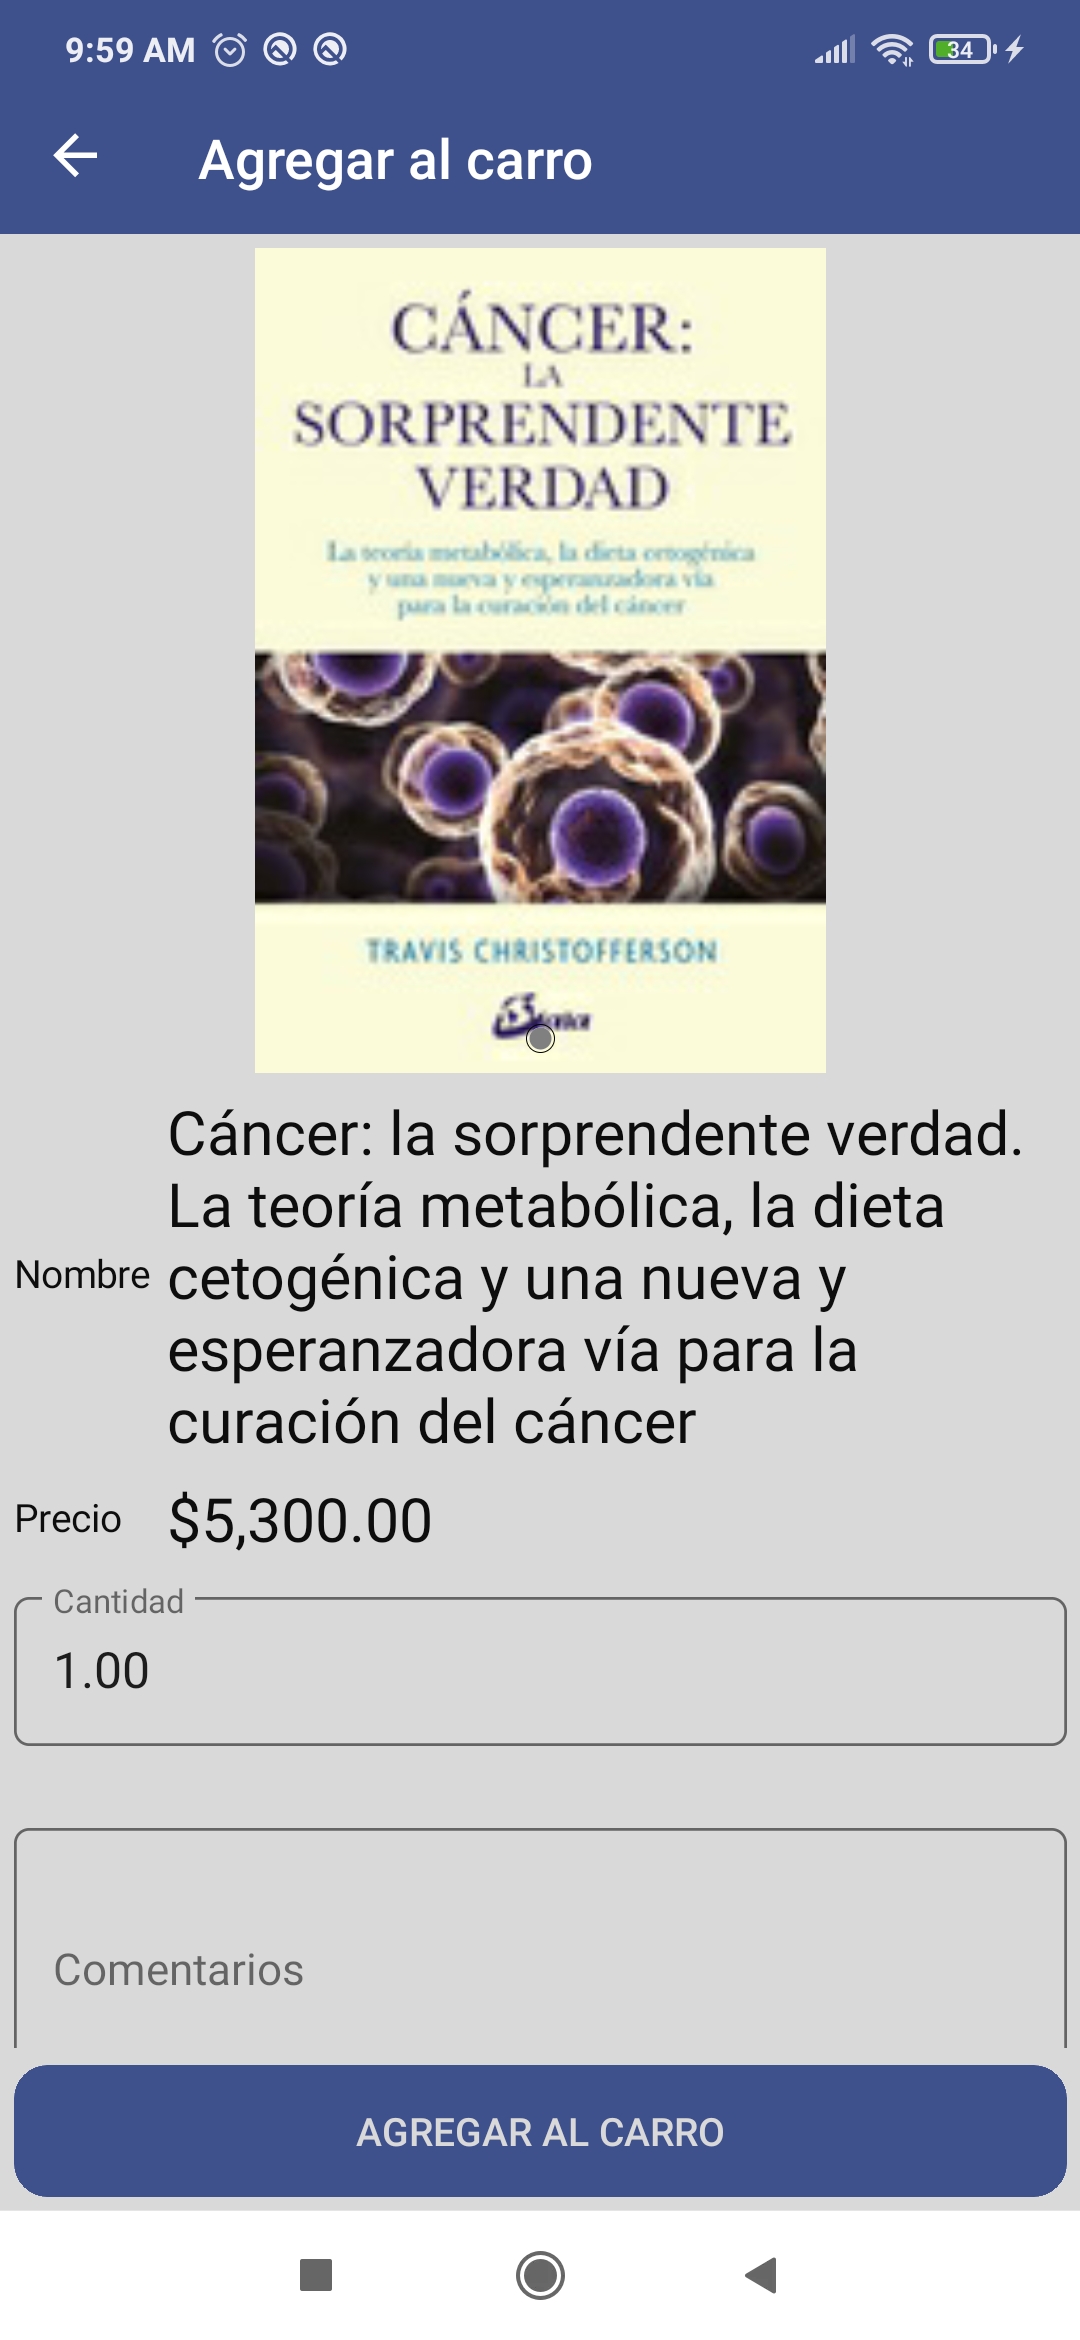 9:59 AM
34
Agregar al carro
CÁNCER:
LA
SORPRENDENTE
VERDAD
La teoría metabólica, la dieta cetogénica
y una nueva y esperanzadora vía
para la curación del cáncer
TRAVIS CHRISTOFFERSON
Nombre
Cáncer: la sorprendente verdad.
La teoría metabólica, la dieta
cetogénica y una nueva y
esperanzadora vía para la
curación del cáncer
Precio
$5,300.00
Cantidad
1.00
Comentarios
AGREGAR AL CARRO